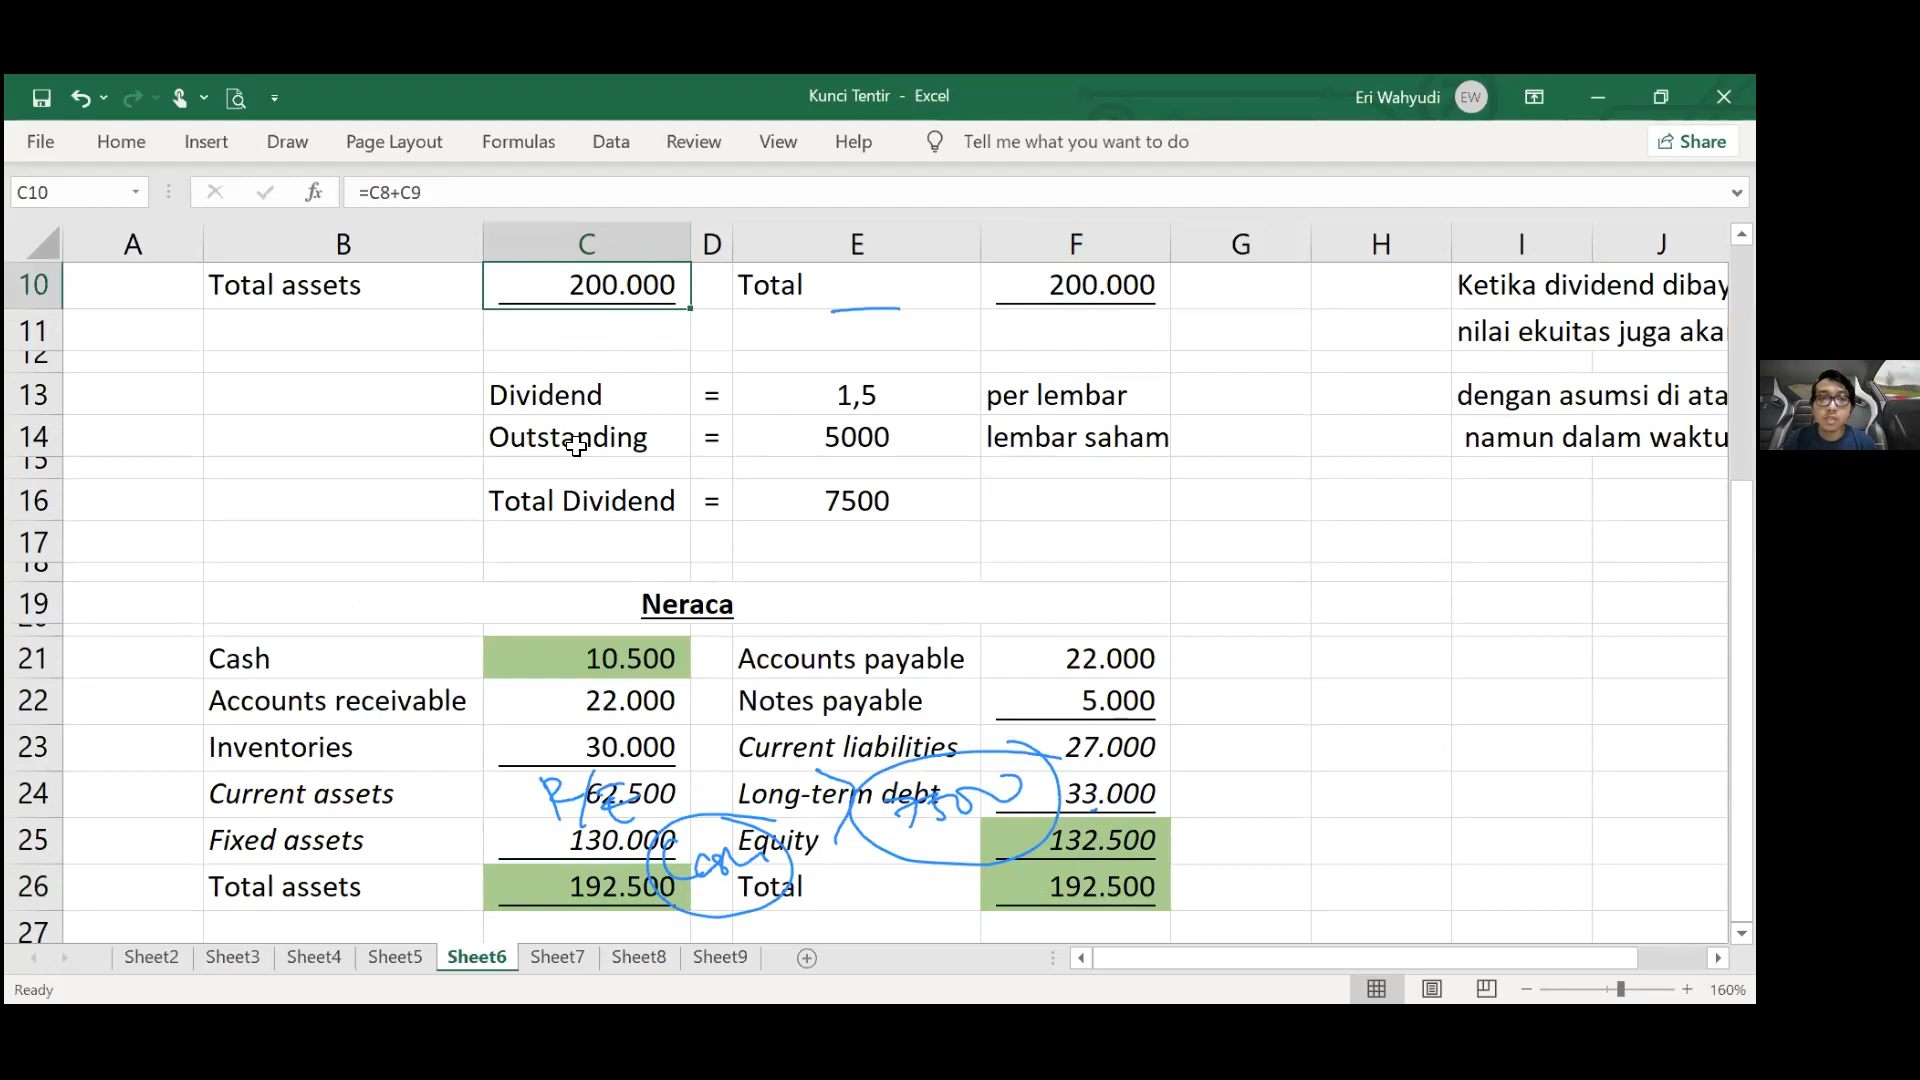 Kunci Tentir - Excel
Eri Wahyudi EW
File Home Insert Draw Page Layout Formulas Data Review View Help Tell me what you want to do Share
C10 fx =C8+C9
A B C D E F G H I J
10 Total assets 200.000 Total 200.000 Ketika dividend dibay
11 nilai ekuitas juga aka
12
13 Dividend = 1,5 per lembar dengan asumsi di ata
14 Outstanding = 5000 lembar saham namun dalam waktu
15
16 Total Dividend = 7500
17
18
19 Neraca
21 Cash 10.500 Accounts payable 22.000
22 Accounts receivable 22.000 Notes payable 5.000
23 Inventories 30.000 Current liabilities 27.000
24 Current assets 62.500 Long-term debt 33.000
R/E 7500
25 Fixed assets 130.000 Equity 132.500
cash
26 Total assets 192.500 Total 192.500
27
Sheet2 Sheet3 Sheet4 Sheet5 Sheet6 Sheet7 Sheet8 Sheet9
Ready 160%